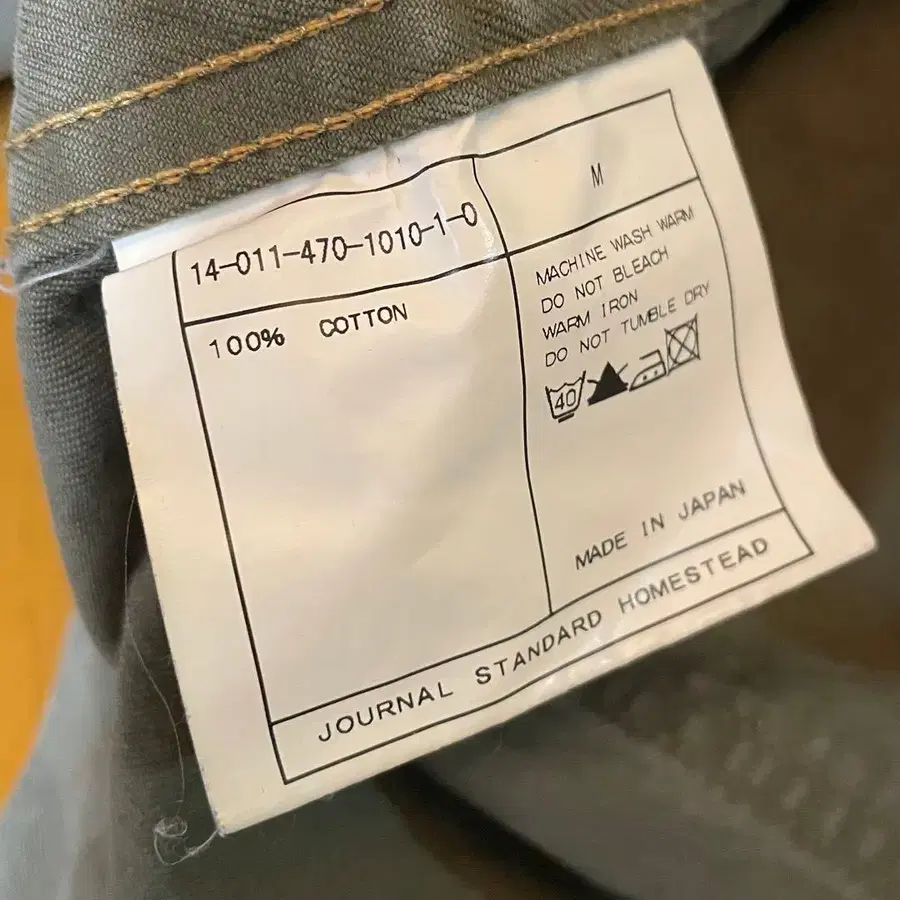 14-011-470-1010-1-0
M
100% COTTON
MACHINE WASH WARM
DO NOT BLEACH
WARM IRON
DO NOT TUMBLE DRY
40
MADE IN JAPAN
JOURNAL STANDARD HOMESTEAD